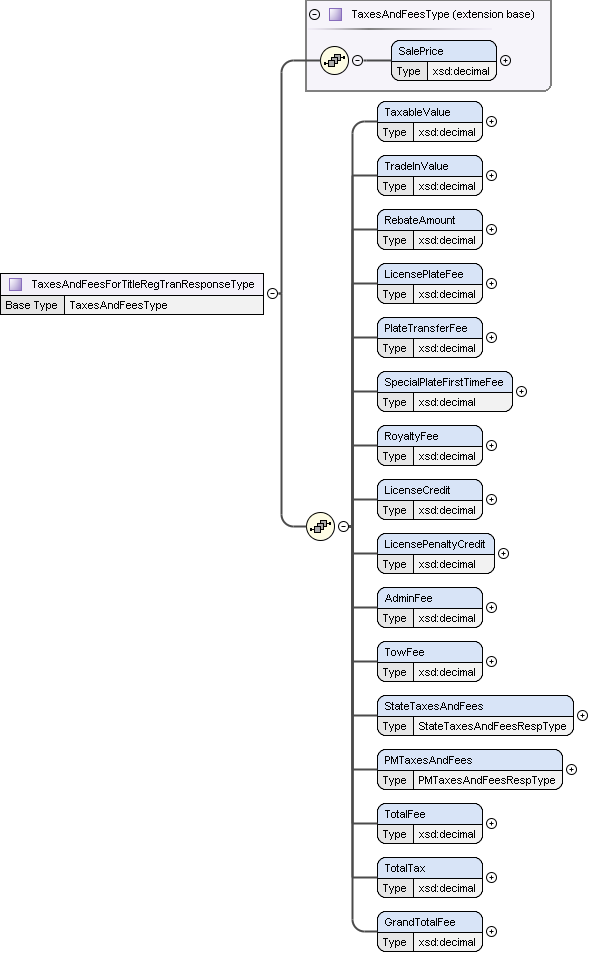 TaxesAndFeesType (extension base)
SalePrice
Type xsd:decimal
TaxableValue
Type xsd:decimal
TradeInValue
Type xsd:decimal
RebateAmount
Type xsd:decimal
LicensePlateFee
Type xsd:decimal
TaxesAndFeesForTitleRegTranResponseType
Base Type TaxesAndFeesType
PlateTransferFee
Type xsd:decimal
SpecialPlateFirstTimeFee
Type xsd:decimal
RoyaltyFee
Type xsd:decimal
LicenseCredit
Type xsd:decimal
LicensePenaltyCredit
Type xsd:decimal
AdminFee
Type xsd:decimal
TowFee
Type xsd:decimal
StateTaxesAndFees
Type StateTaxesAndFeesRespType
PMTaxesAndFees
Type PMTaxesAndFeesRespType
TotalFee
Type xsd:decimal
TotalTax
Type xsd:decimal
GrandTotalFee
Type xsd:decimal